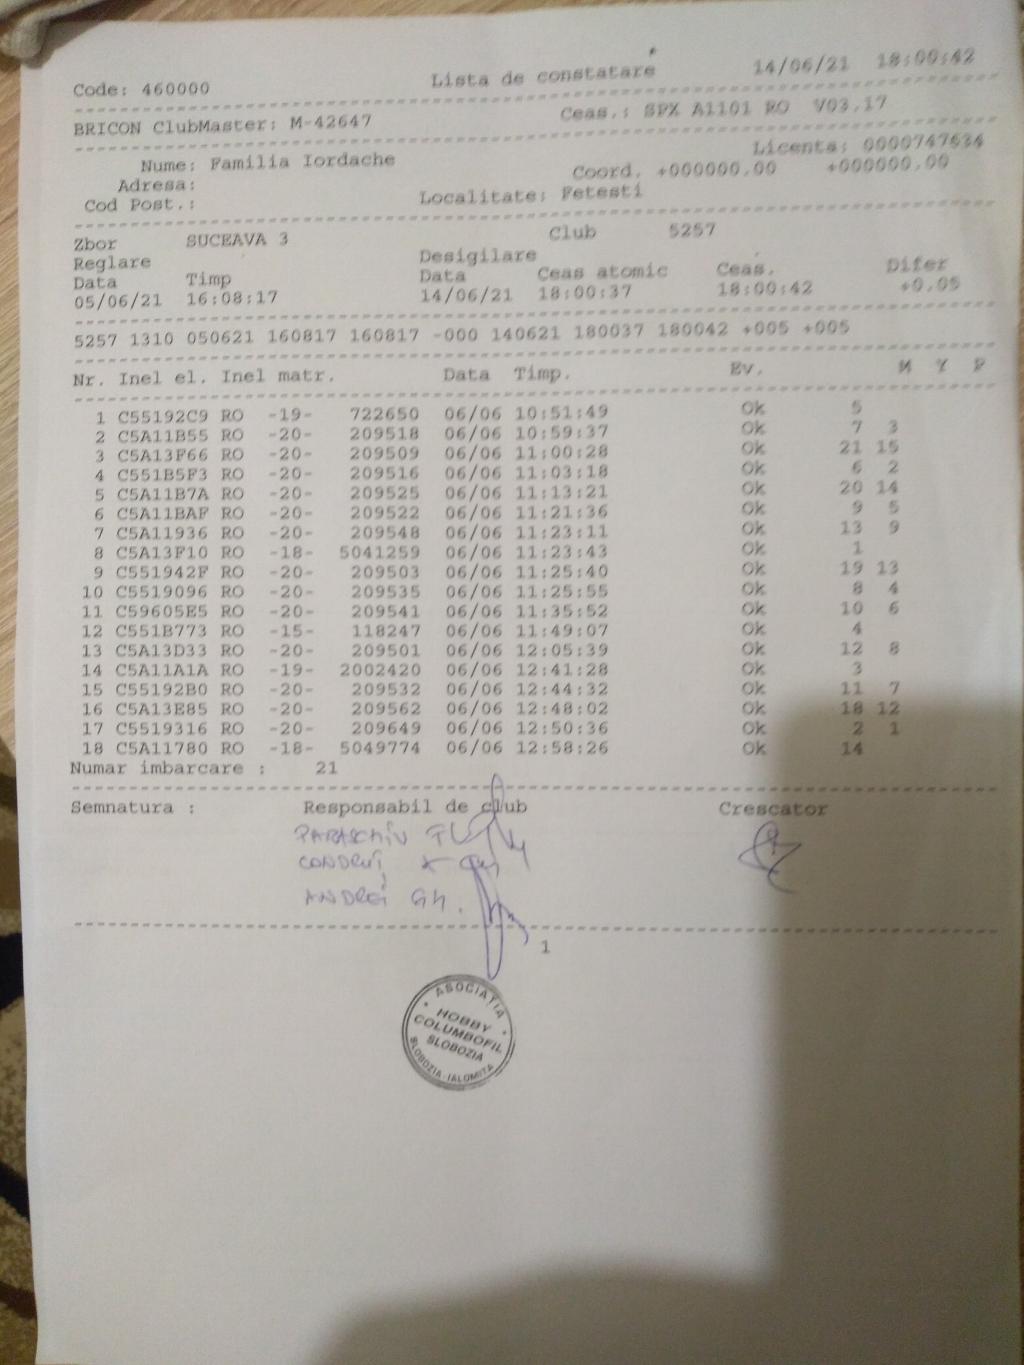 Code: 460000 Lista de constatare 14/06/21 18:00:42
BRICON ClubMaster: M-42647 Ceas.: SPX A1101 RO V03.17
Licenta: 0000747634
Nume: Familia Iordache Coord. +000000.00 +000000.00
Adresa:
Cod Post.: Localitate: Fetesti
Zbor SUCEAVA 3 Club 5257
Reglare Desigilare
Data Timp Data Ceas atomic Ceas. Difer
05/06/21 16:08:17 14/06/21 18:00:37 18:00:42 +0.05
5257 1310 050621 160817 160817 -000 140621 180037 180042 +005 +005
Nr. Inel el. Inel matr. Data Timp. Ev. M Y P
1 C55192C9 RO -19- 722650 06/06 10:51:49 Ok 5
2 C5A11B55 RO -20- 209518 06/06 10:59:37 Ok 7 3
3 C5A13F66 RO -20- 209509 06/06 11:00:28 Ok 21 15
4 C551B5F3 RO -20- 209516 06/06 11:03:18 Ok 6 2
5 C5A11B7A RO -20- 209525 06/06 11:13:21 Ok 20 14
6 C5A11BAF RO -20- 209522 06/06 11:21:36 Ok 9 5
7 C5A11936 RO -20- 209548 06/06 11:23:11 Ok 13 9
8 C5A13F10 RO -18- 5041259 06/06 11:23:43 Ok 1
9 C551942F RO -20- 209503 06/06 11:25:40 Ok 19 13
10 C5519096 RO -20- 209535 06/06 11:25:55 Ok 8 4
11 C59605E5 RO -20- 209541 06/06 11:35:52 Ok 10 6
12 C551B773 RO -15- 118247 06/06 11:49:07 Ok 4
13 C5A13D33 RO -20- 209501 06/06 12:05:39 Ok 12 8
14 C5A11A1A RO -19- 2002420 06/06 12:41:28 Ok 3
15 C55192B0 RO -20- 209532 06/06 12:44:32 Ok 11 7
16 C5A13E85 RO -20- 209562 06/06 12:48:02 Ok 18 12
17 C5519316 RO -20- 209649 06/06 12:50:36 Ok 2 1
18 C5A11780 RO -18- 5049774 06/06 12:58:26 Ok 14
Numar imbarcare : 21
Semnatura : Responsabil de club Crescator
PARASCHIV
CONDRUȚ
ANDREI GH.
1
ASOCIAȚIA
HOBBY
COLUMBOFIL
SLOBOZIA
SLOBOZIA-IALOMIȚA